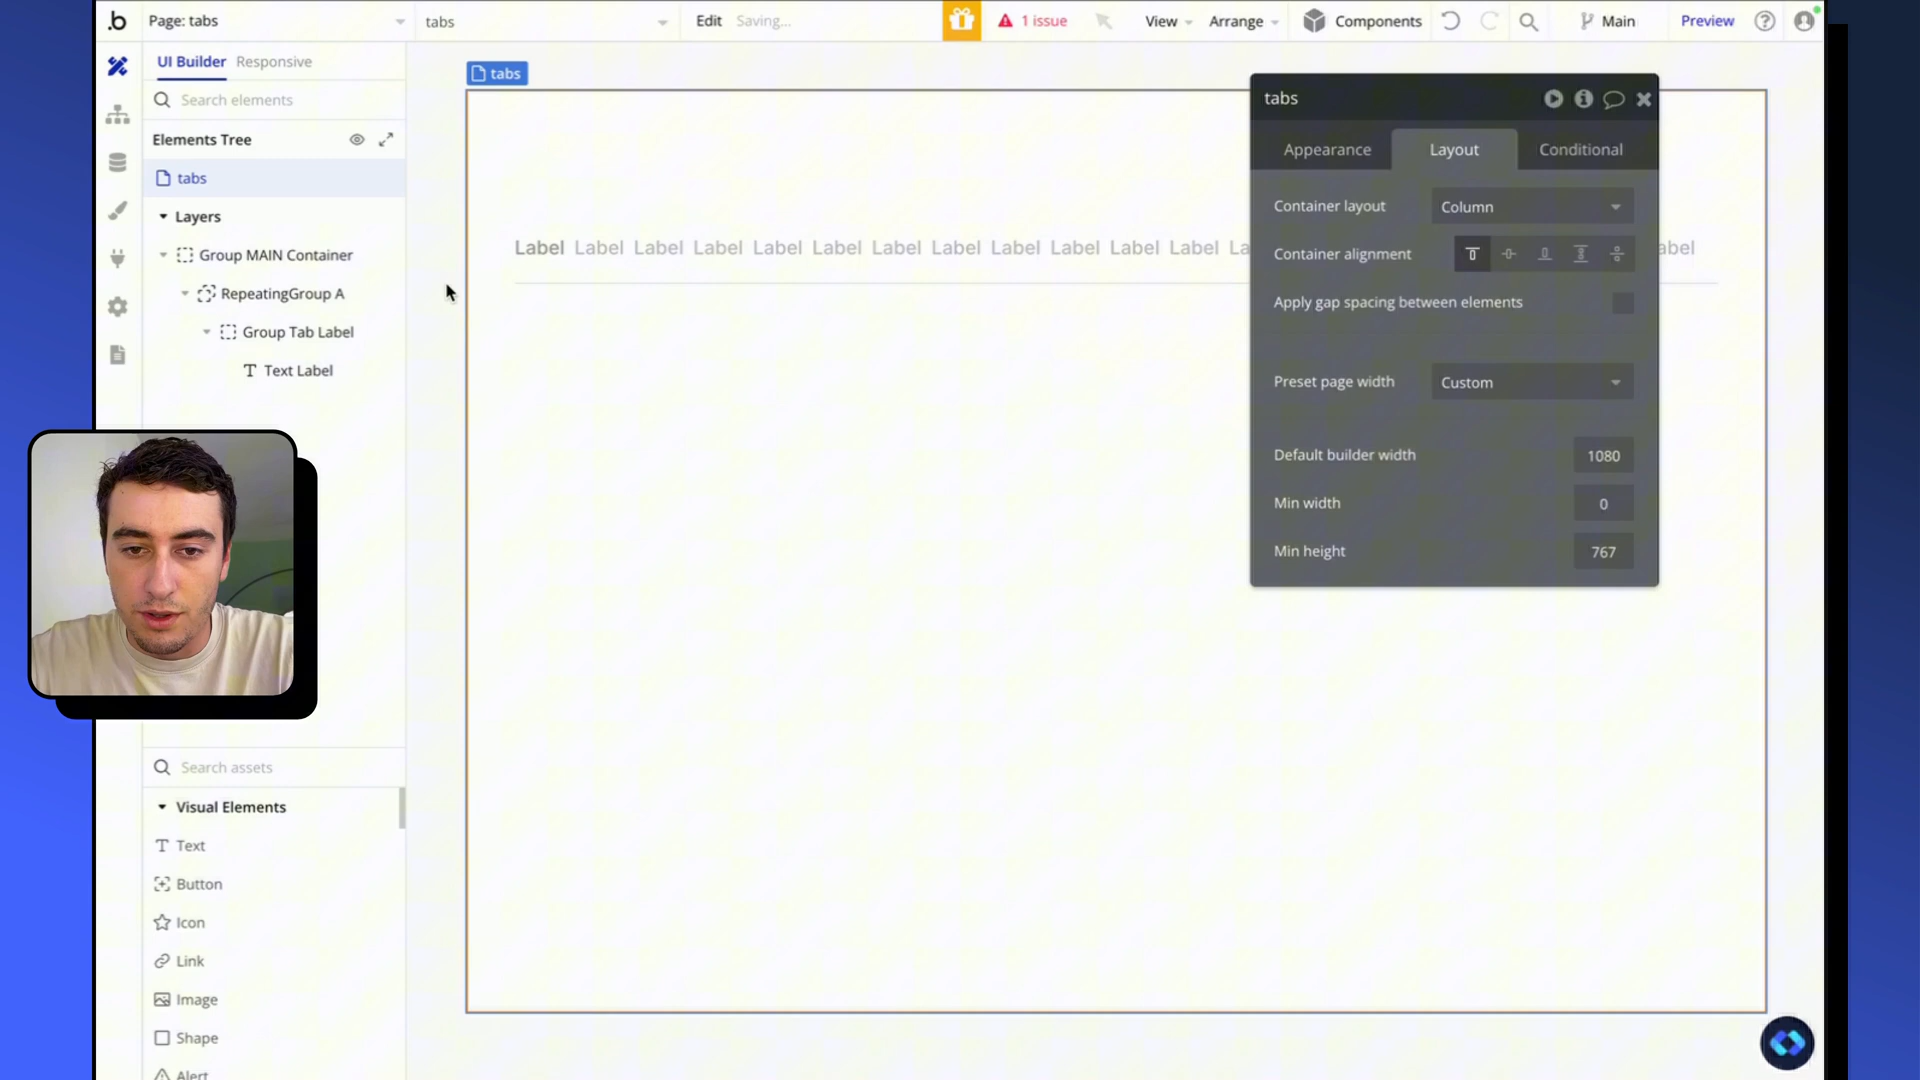 .b Page: tabs tabs Edit Saving... 1 issue View Arrange Components Main Preview
UI Builder Responsive
Search elements
Elements Tree
tabs
Layers
Group MAIN Container
RepeatingGroup A
Group Tab Label
Text Label
Search assets
Visual Elements
Text
Button
Icon
Link
Image
Shape
Alert
tabs
Label Label Label Label Label Label Label Label Label Label Label Label La abel
tabs
Appearance Layout Conditional
Container layout Column
Container alignment
Apply gap spacing between elements
Preset page width Custom
Default builder width 1080
Min width 0
Min height 767